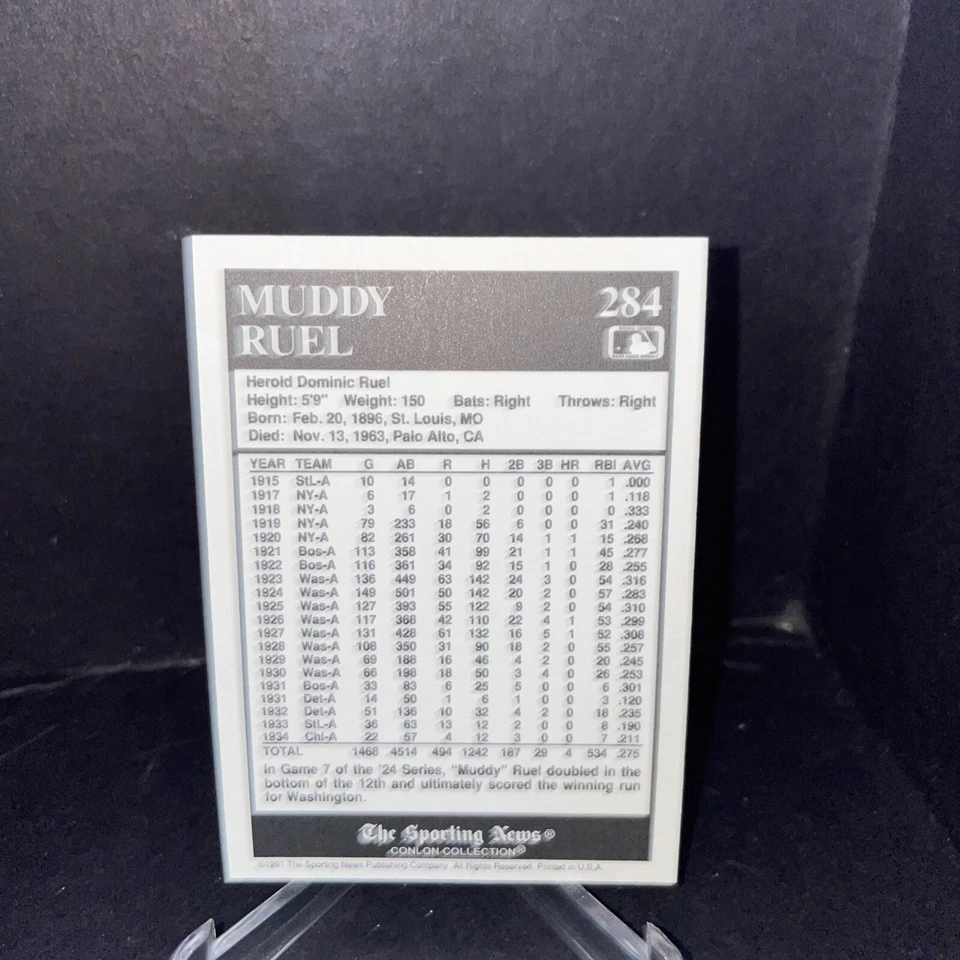 MUDDY
RUEL
284
Herold Dominic Ruel
Height: 5'9" Weight: 150 Bats: Right Throws: Right
Born: Feb. 20, 1896, St. Louis, MO
Died: Nov. 13, 1963, Palo Alto, CA
YEAR TEAM G AB R H 2B 3B HR RBI AVG
1915 StL-A 10 14 0 0 0 0 0 1 .000
1917 NY-A 6 17 1 2 0 0 0 1 .118
1918 NY-A 3 6 0 2 0 0 0 0 .333
1919 NY-A 79 233 18 56 6 0 0 31 .240
1920 NY-A 82 261 30 70 14 1 1 15 .268
1921 Bos-A 113 358 41 99 21 1 1 45 .277
1922 Bos-A 116 361 34 92 15 1 0 28 .255
1923 Was-A 136 449 63 142 24 3 0 54 .316
1924 Was-A 149 501 50 142 20 2 0 57 .283
1925 Was-A 127 393 55 122 9 2 0 54 .310
1926 Was-A 117 368 42 110 22 4 1 53 .299
1927 Was-A 131 428 61 132 16 5 1 52 .308
1928 Was-A 108 350 31 90 18 2 0 55 .257
1929 Was-A 69 188 16 46 4 2 0 20 .245
1930 Was-A 66 198 18 50 3 4 0 26 .253
1931 Bos-A 33 83 6 25 5 0 0 6 .301
1931 Det-A 14 50 1 6 1 0 0 3 .120
1932 Det-A 51 136 10 32 4 2 0 18 .235
1933 StL-A 36 63 13 12 2 0 0 8 .190
1934 Chi-A 22 57 4 12 3 0 0 7 .211
TOTAL 1468 4514 494 1242 187 29 4 534 .275
In Game 7 of the '24 Series, "Muddy" Ruel doubled in the
bottom of the 12th and ultimately scored the winning run
for Washington.
The Sporting News®
CONLON COLLECTION®
©1991 The Sporting News Publishing Company. All Rights Reserved. Printed in U.S.A.